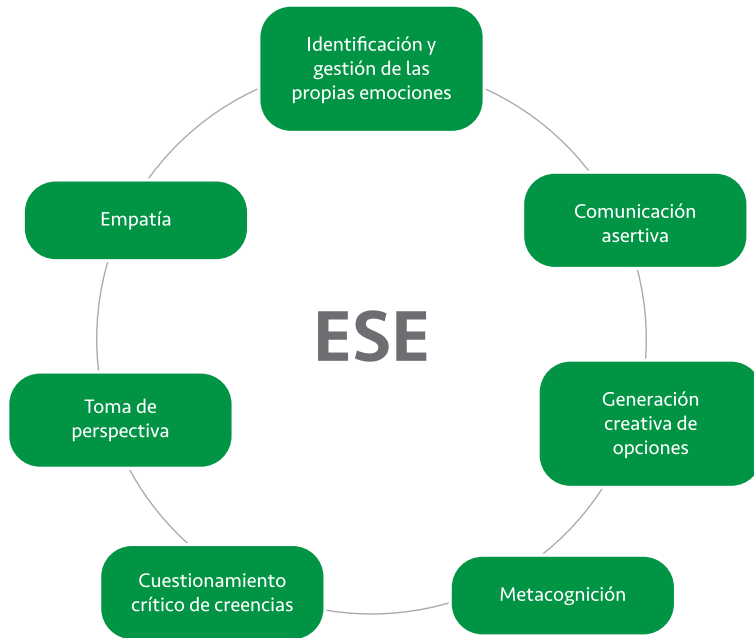 Identificación y
gestión de las
propias emociones
Empatía
Comunicación
asertiva
ESE
Toma de
perspectiva
Generación
creativa de
opciones
Cuestionamiento
crítico de creencias
Metacognición